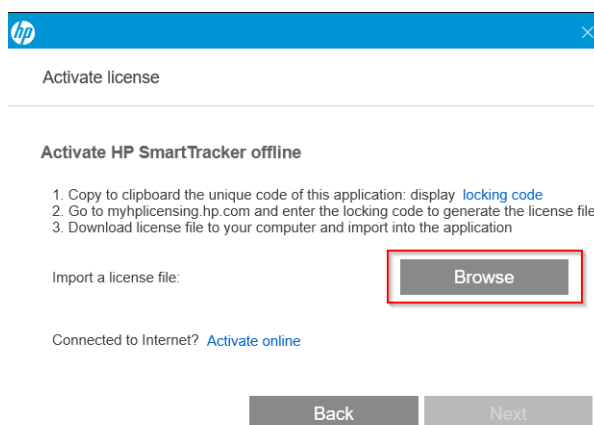 hp
Activate license
Activate HP SmartTracker offline
1. Copy to clipboard the unique code of this application: display locking code
2. Go to myhplicensing.hp.com and enter the locking code to generate the license file
3. Download license file to your computer and import into the application
Import a license file: Browse
Connected to Internet? Activate online
Back Next